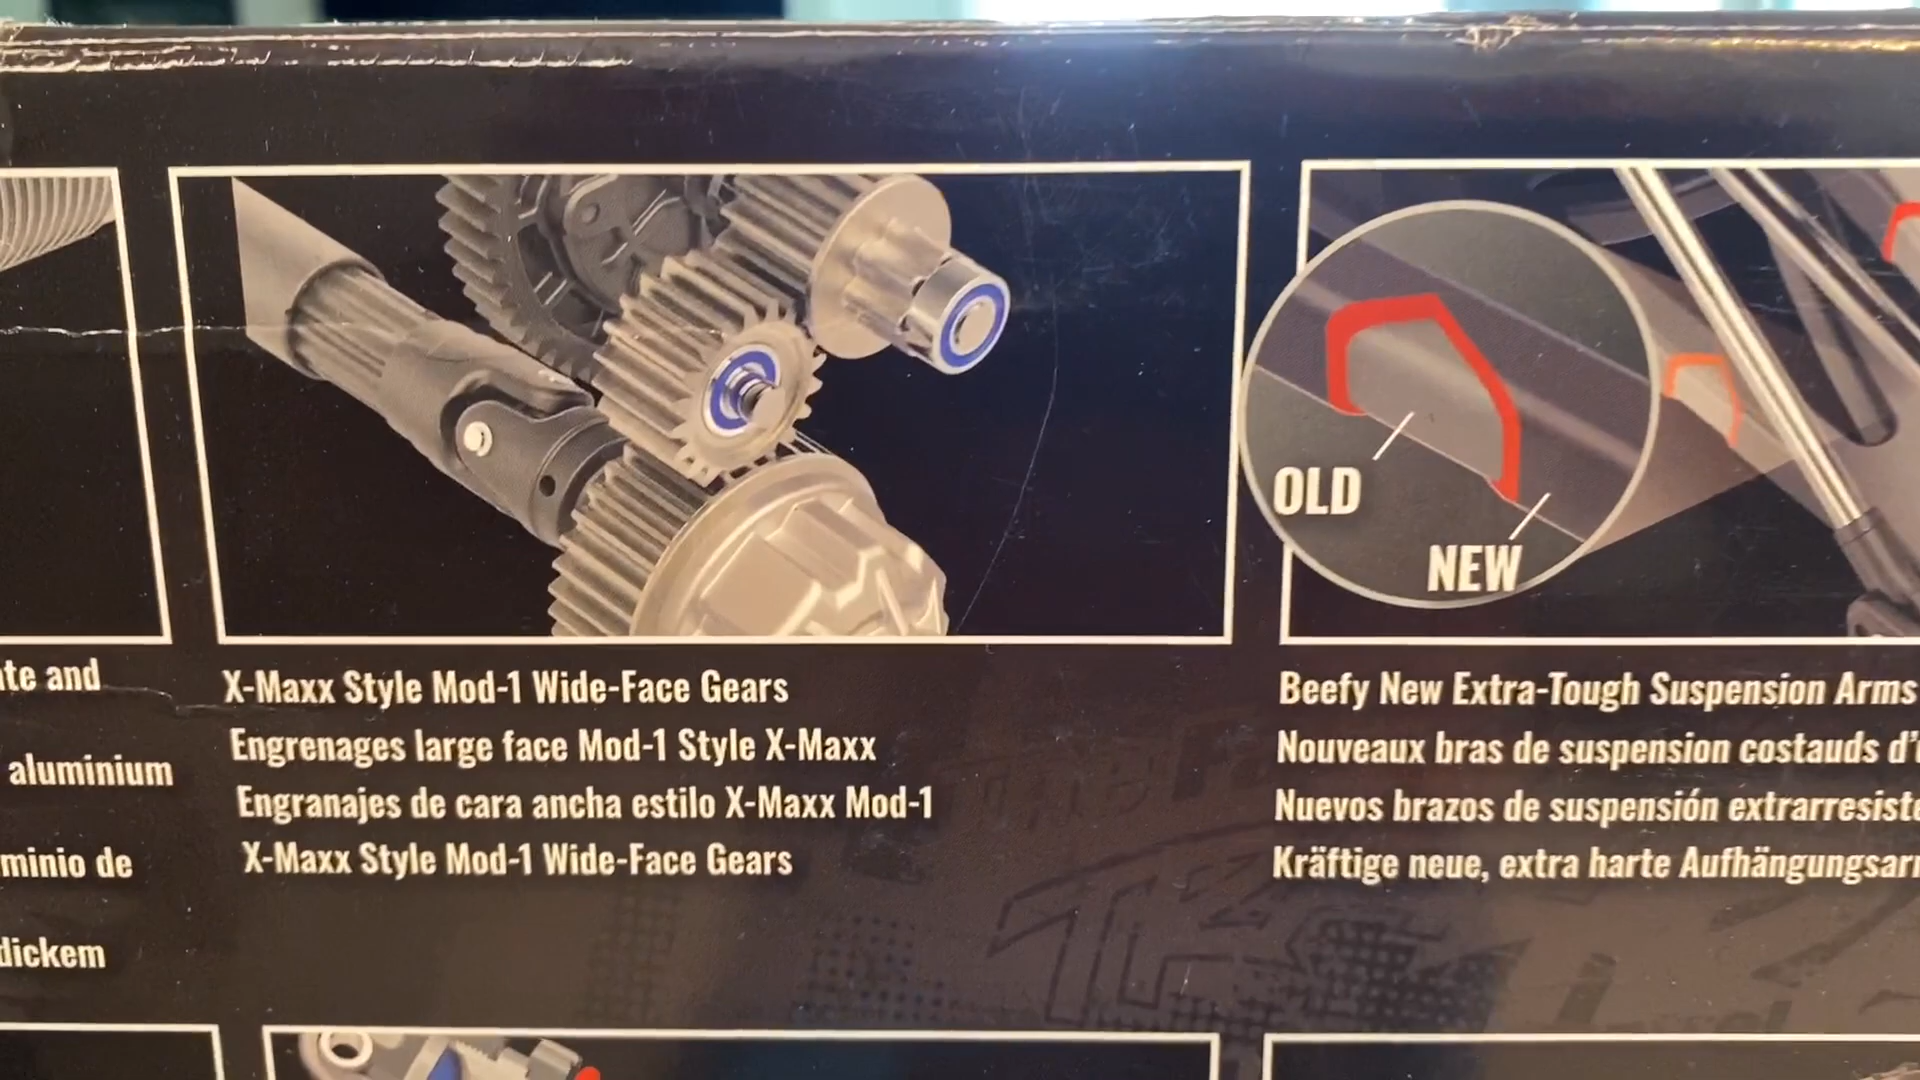 OLD
NEW
and
aluminium
de
dickem
X-Maxx Style Mod-1 Wide-Face Gears
Engrenages large face Mod-1 Style X-Maxx
Engranajes de cara ancha estilo X-Maxx Mod-1
X-Maxx Style Mod-1 Wide-Face Gears
Beefy New Extra-Tough Suspension Arms
Nouveaux bras de suspension costauds
Nuevos brazos de suspensión
Kräftige neue, extra harte